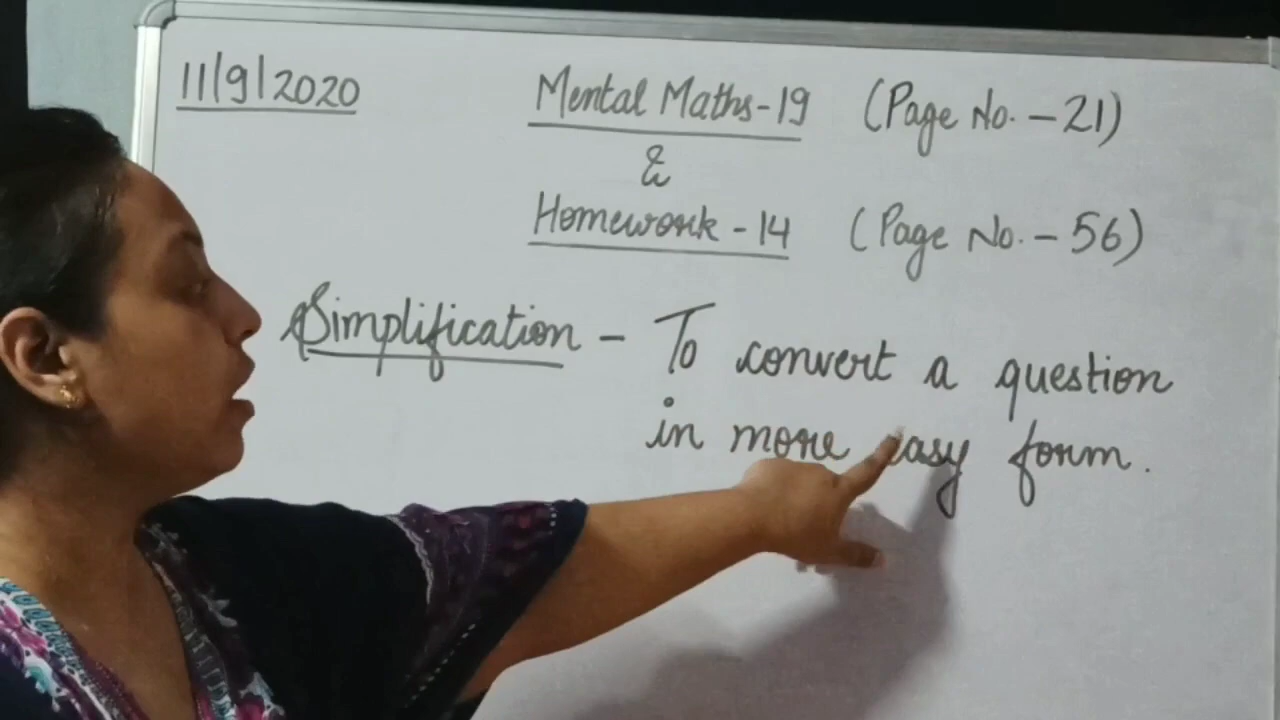 11/9/2020
Mental Maths-19 (Page No. - 21)
&
Homework - 14 (Page No. - 56)
Simplification - To convert a question
in more easy form.